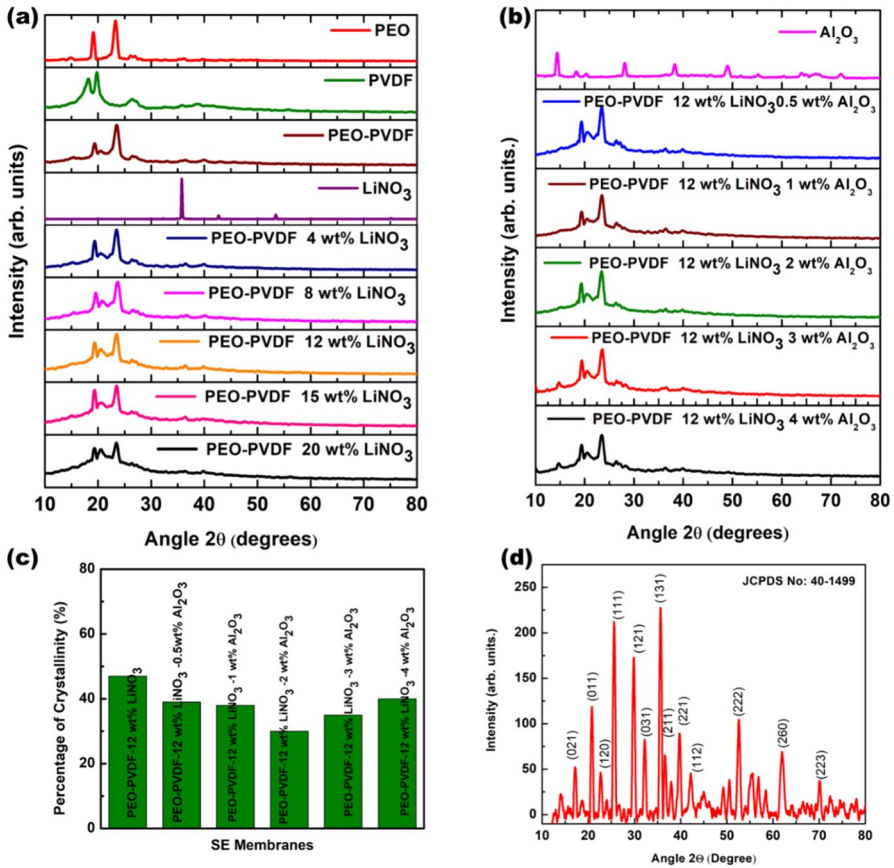 (a)
PEO
PVDF
PEO-PVDF
LiNO3
PEO-PVDF 4 wt% LiNO3
PEO-PVDF 8 wt% LiNO3
PEO-PVDF 12 wt% LiNO3
PEO-PVDF 15 wt% LiNO3
PEO-PVDF 20 wt% LiNO3
Intensity (arb. units)
10 20 30 40 50 60 70 80
Angle 2θ (degrees)
(b)
Al2O3
PEO-PVDF 12 wt% LiNO3 0.5 wt% Al2O3
PEO-PVDF 12 wt% LiNO3 1 wt% Al2O3
PEO-PVDF 12 wt% LiNO3 2 wt% Al2O3
PEO-PVDF 12 wt% LiNO3 3 wt% Al2O3
PEO-PVDF 12 wt% LiNO3 4 wt% Al2O3
Intensity (arb. units.)
10 20 30 40 50 60 70 80
Angle 2θ (degrees)
(c)
80
60
40
20
0
Percentage of Crystallinity (%)
PEO-PVDF-12 wt% LiNO3
PEO-PVDF-12 wt% LiNO3 -0.5wt% Al2O3
PEO-PVDF-12 wt% LiNO3 -1 wt% Al2O3
PEO-PVDF-12 wt% LiNO3 -2 wt% Al2O3
PEO-PVDF-12 wt% LiNO3 -3 wt% Al2O3
PEO-PVDF-12 wt% LiNO3 -4 wt% Al2O3
SE Membranes
(d)
JCPDS No: 40-1499
250
200
150
100
50
0
Intensity (arb. units.)
(021)
(011)
(120)
(111)
(121)
(031)
(131)
(211)
(221)
(112)
(222)
(260)
(223)
10 20 30 40 50 60 70 80
Angle 2Θ (Degree)